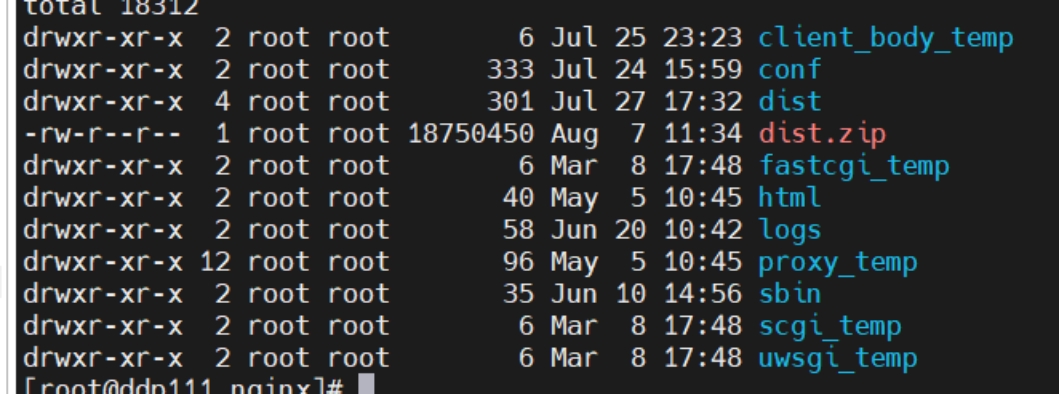 total 18312
drwxr-xr-x  2 root root        6 Jul 25 23:23 client_body_temp
drwxr-xr-x  2 root root      333 Jul 24 15:59 conf
drwxr-xr-x  4 root root      301 Jul 27 17:32 dist
-rw-r--r--  1 root root 18750450 Aug  7 11:34 dist.zip
drwxr-xr-x  2 root root        6 Mar  8 17:48 fastcgi_temp
drwxr-xr-x  2 root root       40 May  5 10:45 html
drwxr-xr-x  2 root root       58 Jun 20 10:42 logs
drwxr-xr-x 12 root root       96 May  5 10:45 proxy_temp
drwxr-xr-x  2 root root       35 Jun 10 14:56 sbin
drwxr-xr-x  2 root root        6 Mar  8 17:48 scgi_temp
drwxr-xr-x  2 root root        6 Mar  8 17:48 uwsgi_temp
[root@ddp111 nginx]#